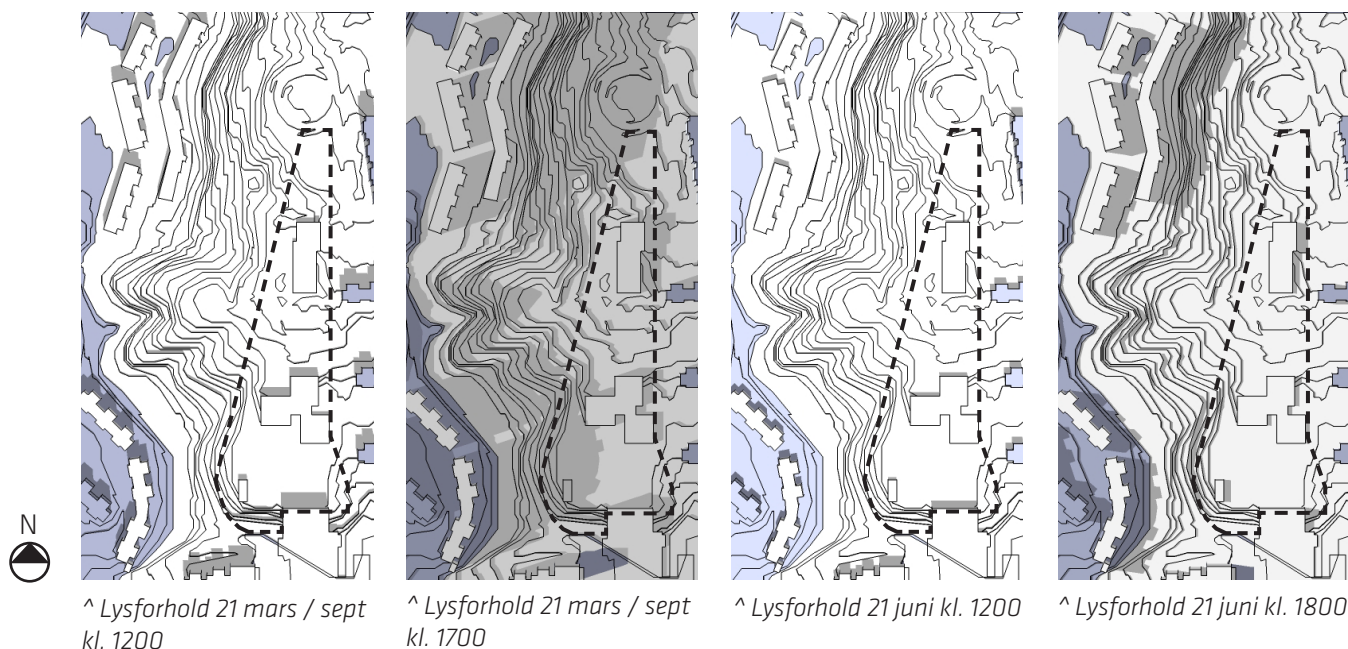 N
^ Lysforhold 21 mars / sept
kl. 1200
^ Lysforhold 21 mars / sept
kl. 1700
^ Lysforhold 21 juni kl. 1200
^ Lysforhold 21 juni kl. 1800